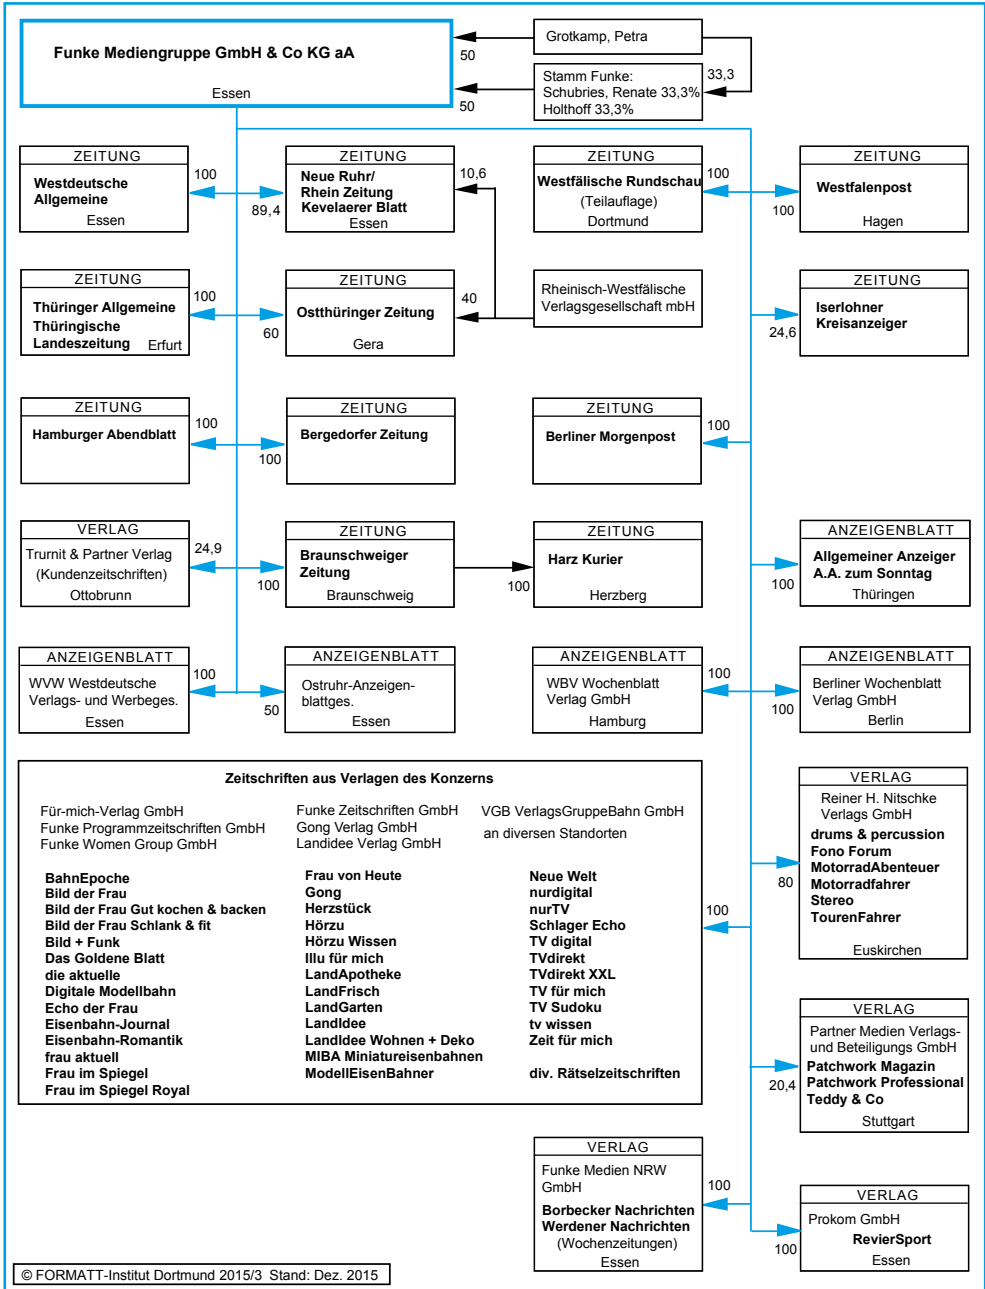 Funke Mediengruppe GmbH & Co KG aA
Essen
50
50
Grotkamp, Petra
Stamm Funke:
Schubries, Renate 33,3%
Holthoff 33,3%
33,3
ZEITUNG
Westdeutsche
Allgemeine
Essen
100
89,4
ZEITUNG
Neue Ruhr/
Rhein Zeitung
Kevelaerer Blatt
Essen
10,6
ZEITUNG
Westfälische Rundschau
(Teilauflage)
Dortmund
100
100
ZEITUNG
Westfalenpost
Hagen
ZEITUNG
Thüringer Allgemeine
Thüringische
Landeszeitung
Erfurt
100
60
ZEITUNG
Ostthüringer Zeitung
Gera
40
Rheinisch-Westfälische
Verlagsgesellschaft mbH
24,6
ZEITUNG
Iserlohner
Kreisanzeiger
ZEITUNG
Hamburger Abendblatt
100
100
ZEITUNG
Bergedorfer Zeitung
ZEITUNG
Berliner Morgenpost
100
VERLAG
Trurnit & Partner Verlag
(Kundenzeitschriften)
Ottobrunn
24,9
100
ZEITUNG
Braunschweiger
Zeitung
Braunschweig
100
ZEITUNG
Harz Kurier
Herzberg
100
ANZEIGENBLATT
Allgemeiner Anzeiger
A.A. zum Sonntag
Thüringen
ANZEIGENBLATT
WVW Westdeutsche
Verlags- und Werbeges.
Essen
100
50
ANZEIGENBLATT
Ostruhr-Anzeigen-
blattges.
Essen
ANZEIGENBLATT
WBV Wochenblatt
Verlag GmbH
Hamburg
100
100
ANZEIGENBLATT
Berliner Wochenblatt
Verlag GmbH
Berlin
Zeitschriften aus Verlagen des Konzerns
Für-mich-Verlag GmbH
Funke Programmzeitschriften GmbH
Funke Women Group GmbH
Funke Zeitschriften GmbH
Gong Verlag GmbH
Landidee Verlag GmbH
VGB VerlagsGruppeBahn GmbH
an diversen Standorten
BahnEpoche
Bild der Frau
Bild der Frau Gut kochen & backen
Bild der Frau Schlank & fit
Bild + Funk
Das Goldene Blatt
die aktuelle
Digitale Modellbahn
Echo der Frau
Eisenbahn-Journal
Eisenbahn-Romantik
frau aktuell
Frau im Spiegel
Frau im Spiegel Royal
Frau von Heute
Gong
Herzstück
Hörzu
Hörzu Wissen
Illu für mich
LandApotheke
LandFrisch
LandGarten
LandIdee
LandIdee Wohnen + Deko
MIBA Miniatureisenbahnen
ModellEisenBahner
Neue Welt
nurdigital
nurTV
Schlager Echo
TV digital
TVdirekt
TVdirekt XXL
TV für mich
TV Sudoku
tv wissen
Zeit für mich
div. Rätselzeitschriften
100
80
VERLAG
Reiner H. Nitschke
Verlags GmbH
drums & percussion
Fono Forum
MotorradAbenteuer
Motorradfahrer
Stereo
TourenFahrer
Euskirchen
20,4
VERLAG
Partner Medien Verlags-
und Beteiligungs GmbH
Patchwork Magazin
Patchwork Professional
Teddy & Co
Stuttgart
VERLAG
Funke Medien NRW
GmbH
Borbecker Nachrichten
Werdener Nachrichten
(Wochenzeitungen)
Essen
100
100
VERLAG
Prokom GmbH
RevierSport
Essen
© FORMATT-Institut Dortmund 2015/3 Stand: Dez. 2015